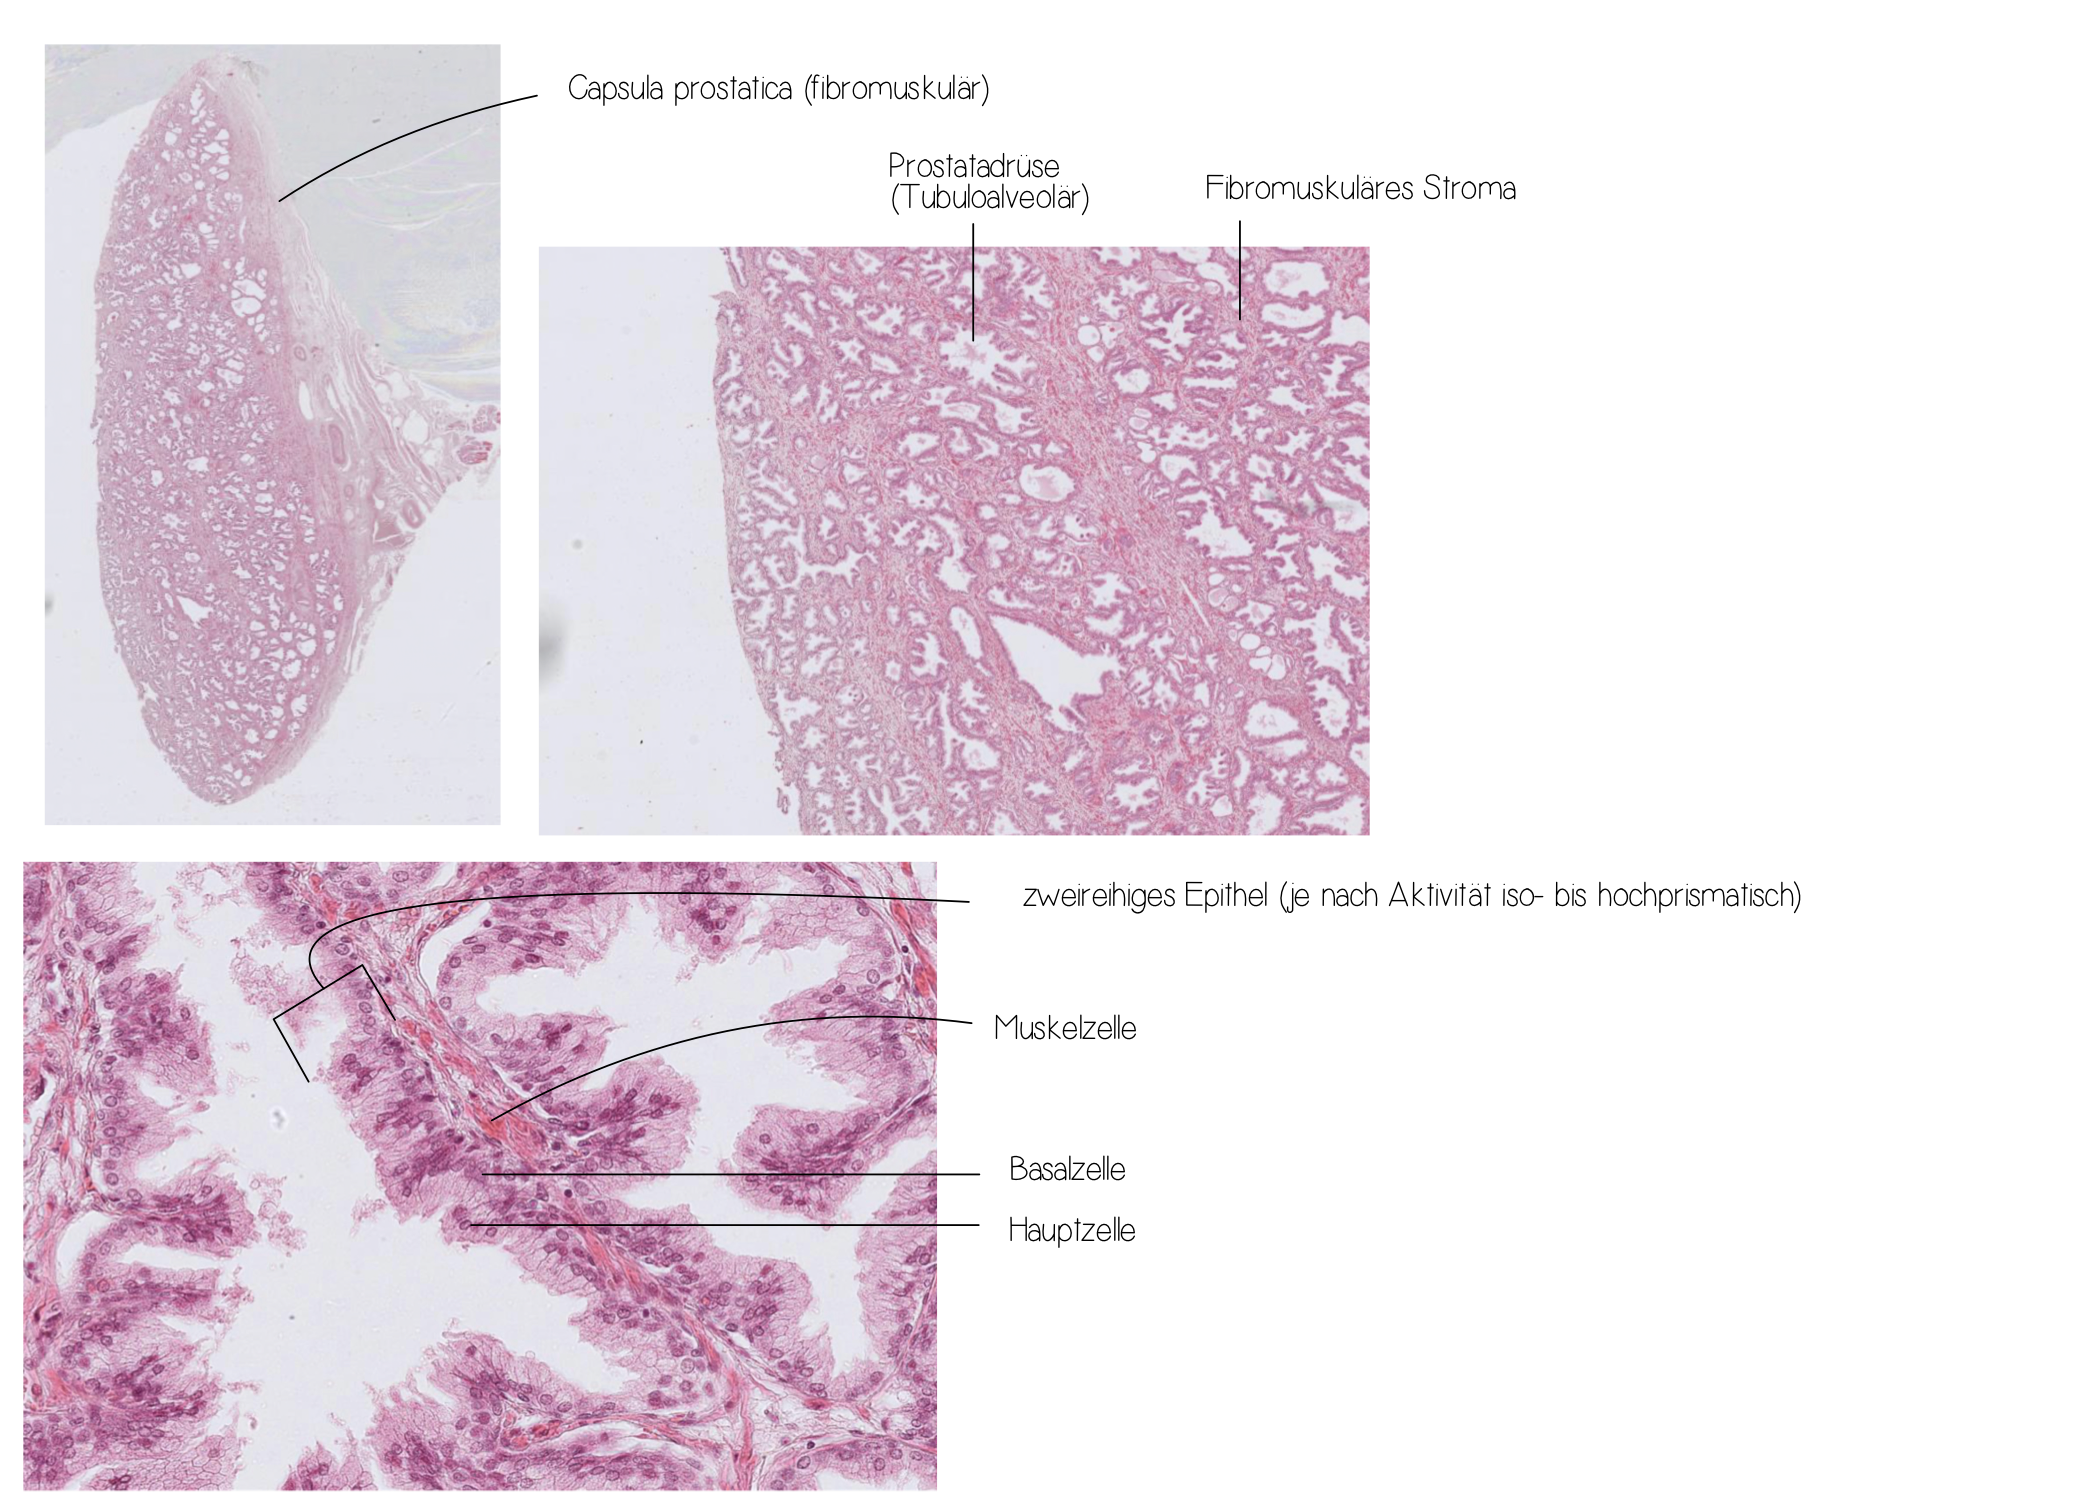 Capsula prostatica (fibromuskulär)
Prostatadrüse
(Tubuloalveolär)
Fibromuskuläres Stroma
zweireihiges Epithel (je nach Aktivität iso- bis hochprismatisch)
Muskelzelle
Basalzelle
Hauptzelle